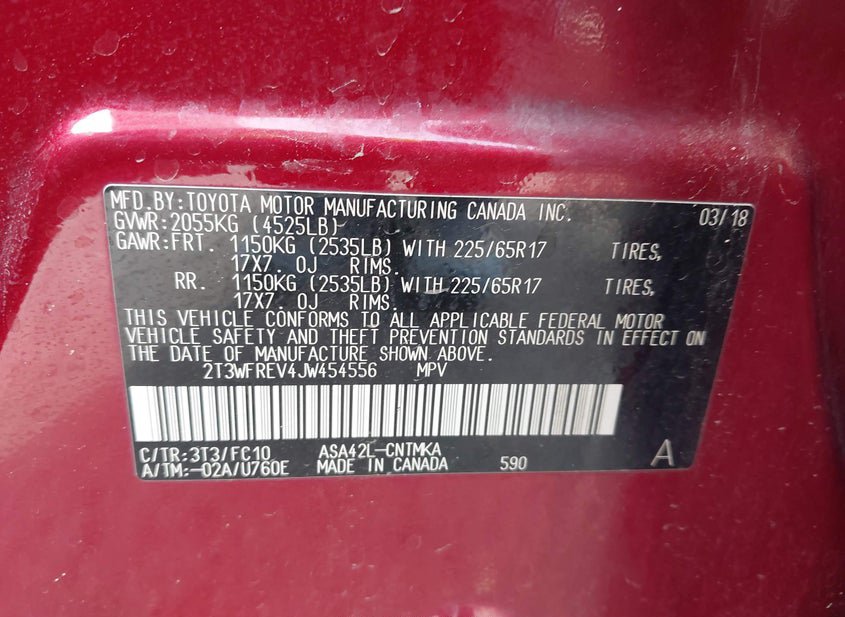 MFD.BY:TOYOTA MOTOR MANUFACTURING CANADA INC. 03/18
GVWR:2055KG (4525LB)
GAWR:FRT. 1150KG (2535LB) WITH 225/65R17 TIRES,
17X7. 0J RIMS.
RR. 1150KG (2535LB) WITH 225/65R17 TIRES,
17X7. 0J RIMS.
THIS VEHICLE CONFORMS TO ALL APPLICABLE FEDERAL MOTOR
VEHICLE SAFETY AND THEFT PREVENTION STANDARDS IN EFFECT ON
THE DATE OF MANUFACTURE SHOWN ABOVE.
2T3WFREV4JW454556 MPV
C/TR:3T3/FC10 ASA42L-CNTMKA
A/TM:-02A/U760E MADE IN CANADA 590 A